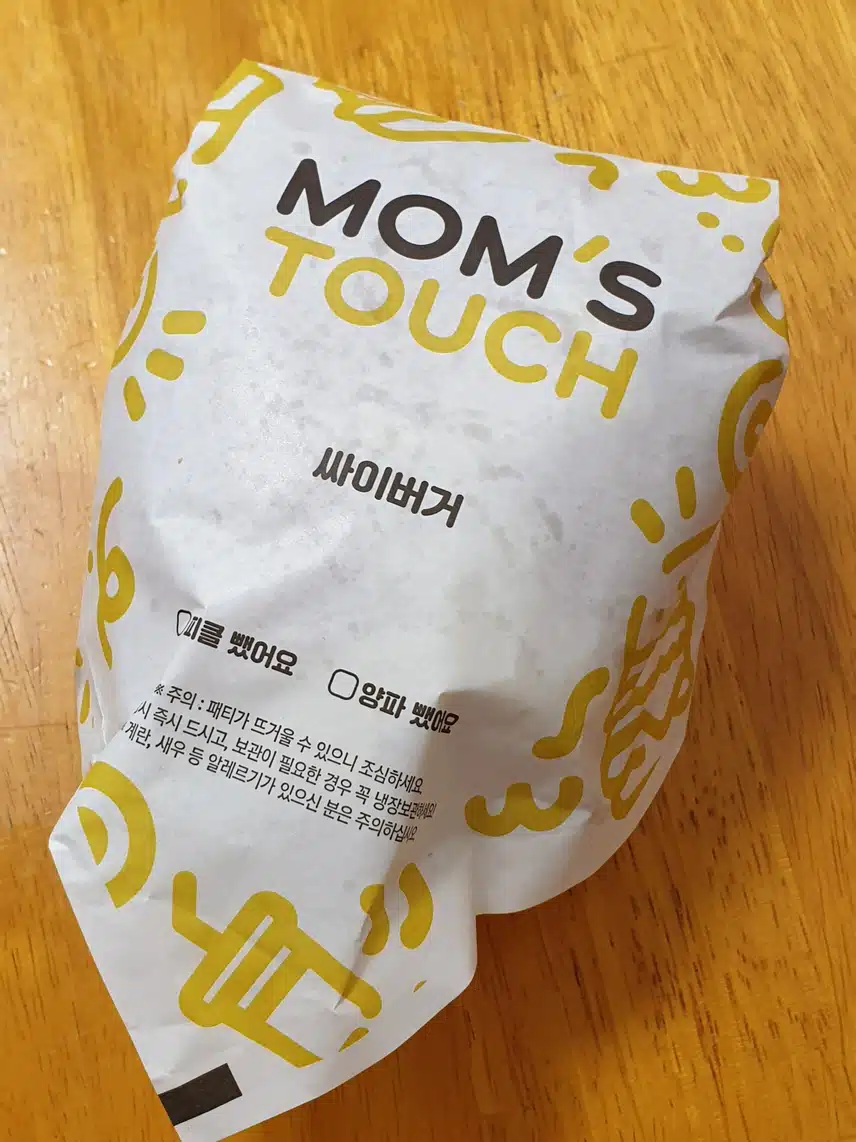 MOM'S
TOUCH
싸이버거
피클 뺐어요
양파 뺐어요
※ 주의 : 패티가 뜨거울 수 있으니 조심하세요
즉시 드시고, 보관이 필요한 경우 꼭 냉장보관하세요!
계란, 새우 등 알레르기가 있으신 분은 주의하십시오